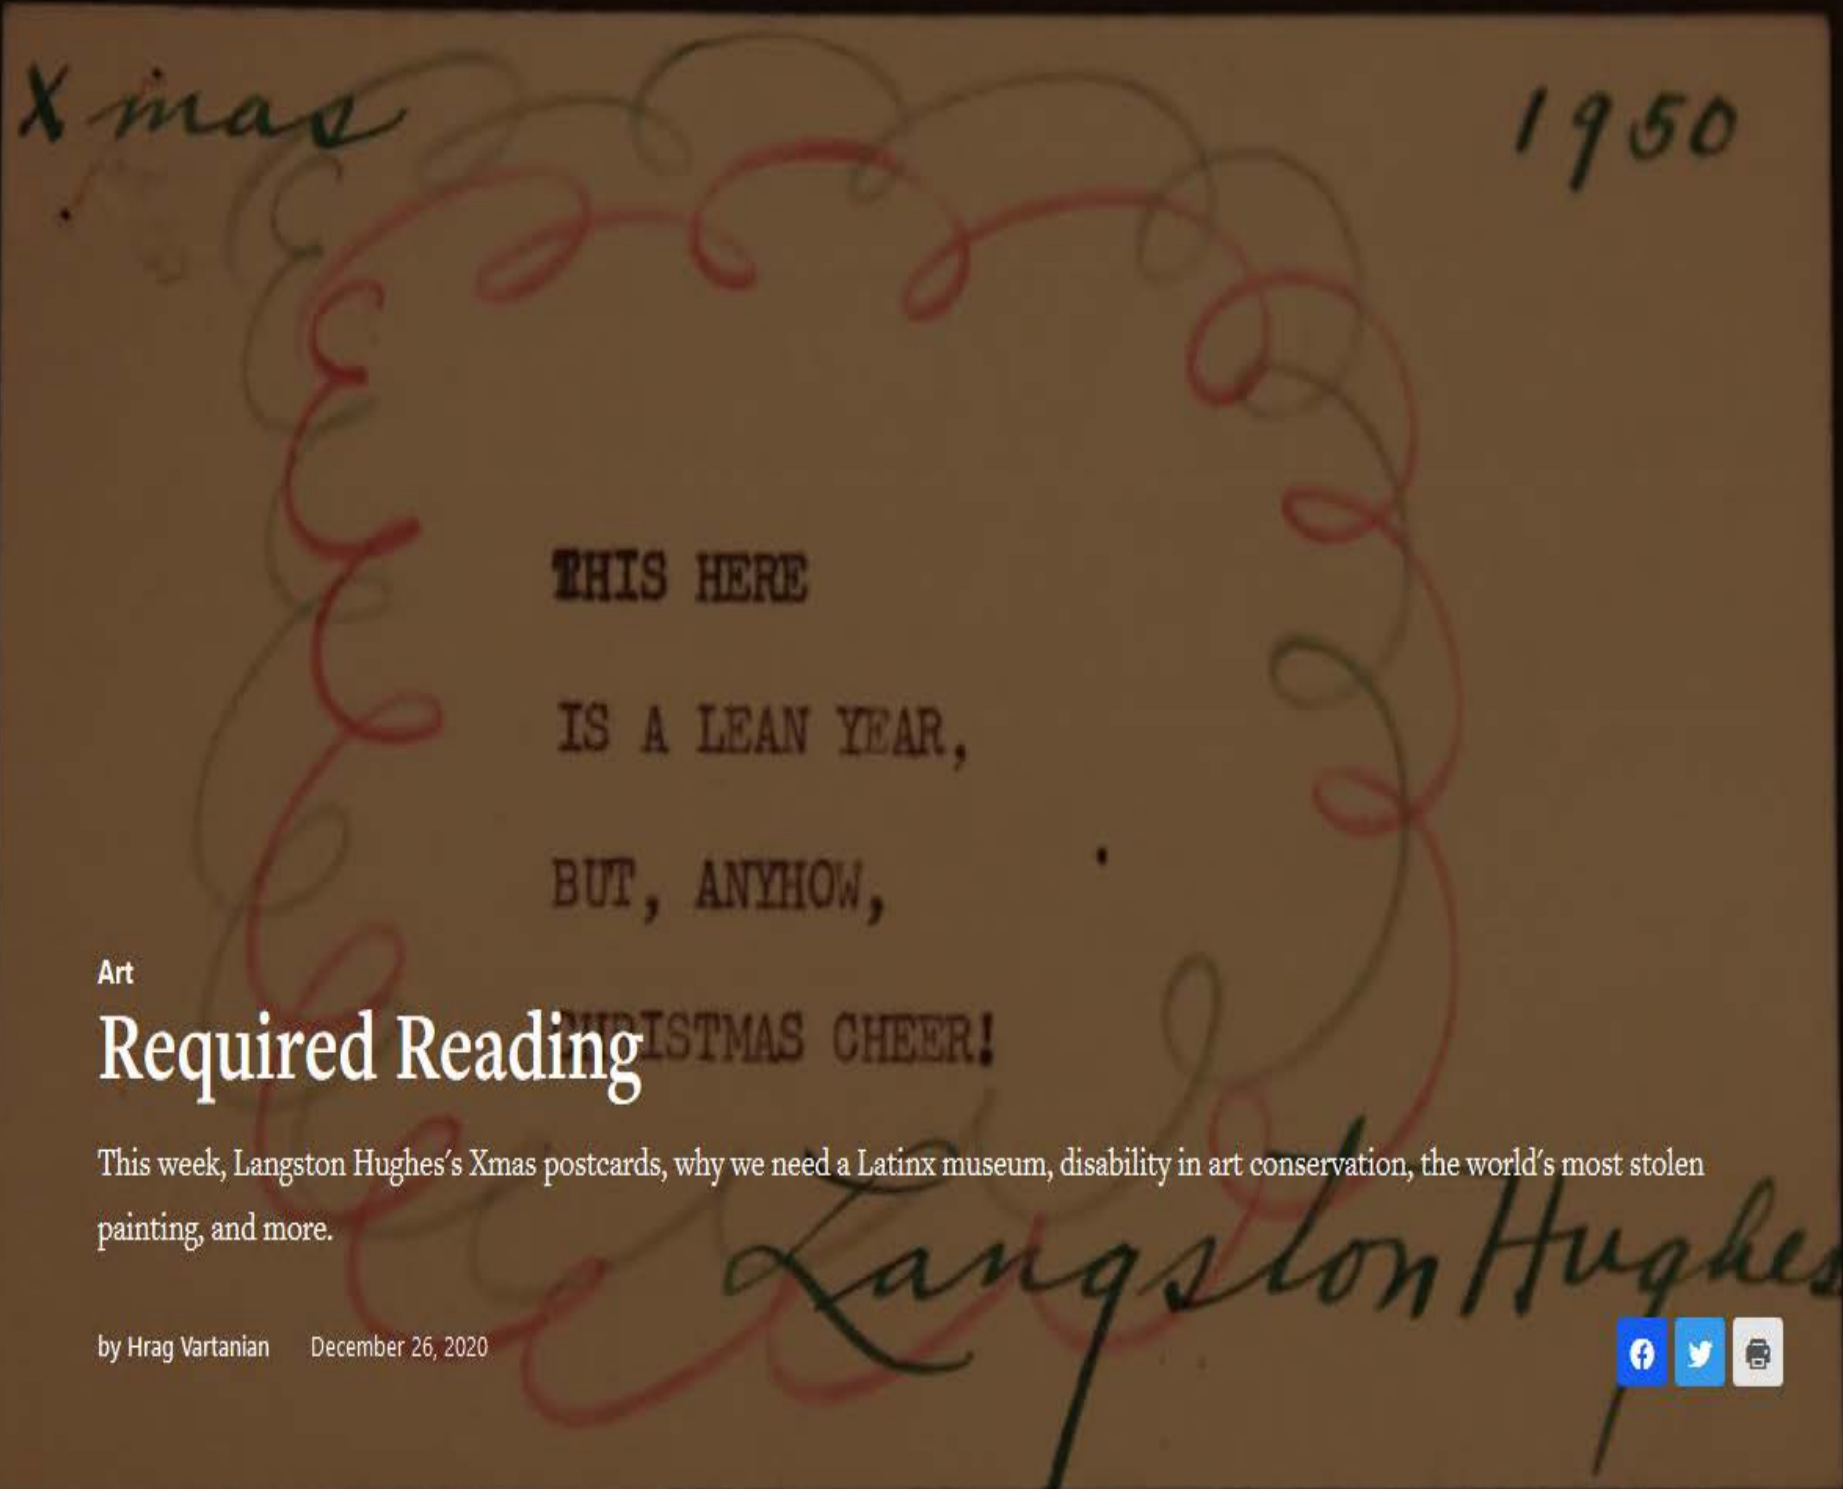 Xmas
1950
THIS HERE
IS A LEAN YEAR,
BUT, ANYHOW,
CHRISTMAS CHEER!
Art
Required Reading
This week, Langston Hughes's Xmas postcards, why we need a Latinx museum, disability in art conservation, the world's most stolen
painting, and more.
Langston Hughes
by Hrag Vartanian
December 26, 2020